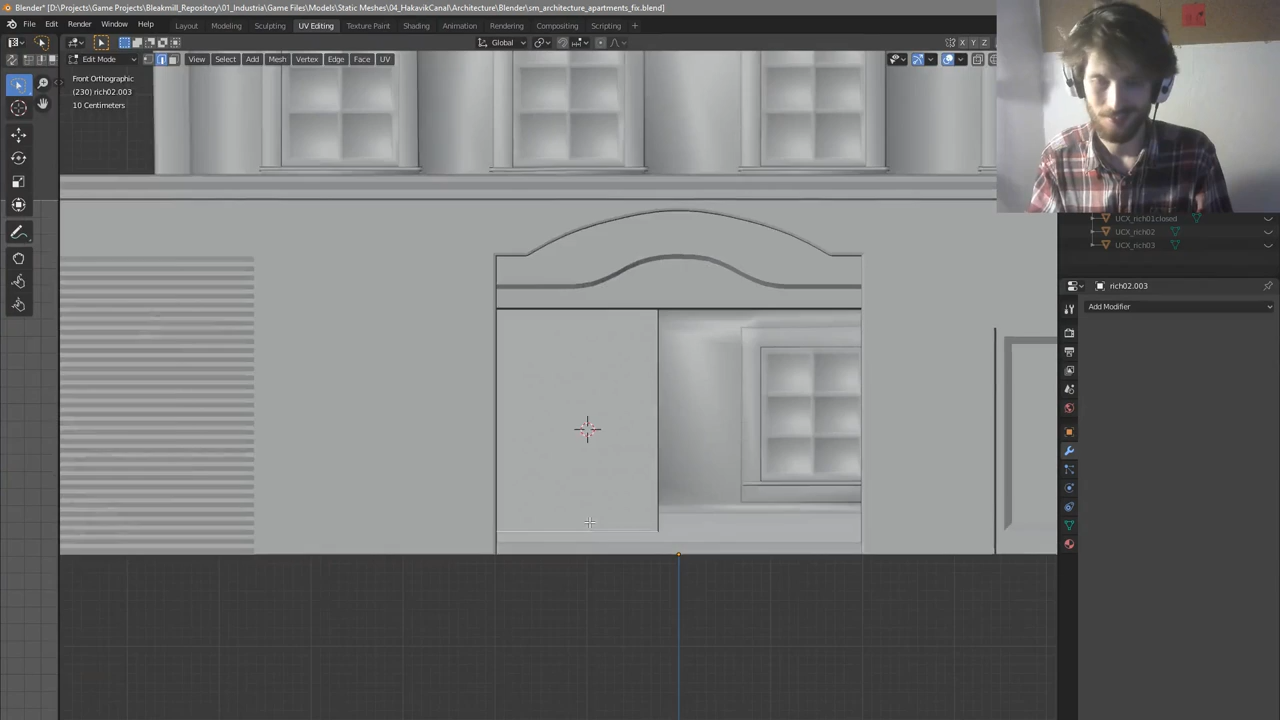 Blender* [D:\Projects\Game Projects\Bleakmill_Repository\01_Industria\Game Files\Models\Static Meshes\04_HakavikCanal\Architecture\Blender\sm_architecture_apartments_fix.blend]
File Edit Render Window Help Layout Modeling Sculpting UV Editing Texture Paint Shading Animation Rendering Compositing Scripting
Global X Y Z
Edit Mode View Select Add Mesh Vertex Edge Face UV
Front Orthographic
(230) rich02.003
10 Centimeters
UCX_rich01closed
UCX_rich02
UCX_rich03
rich02.003
Add Modifier